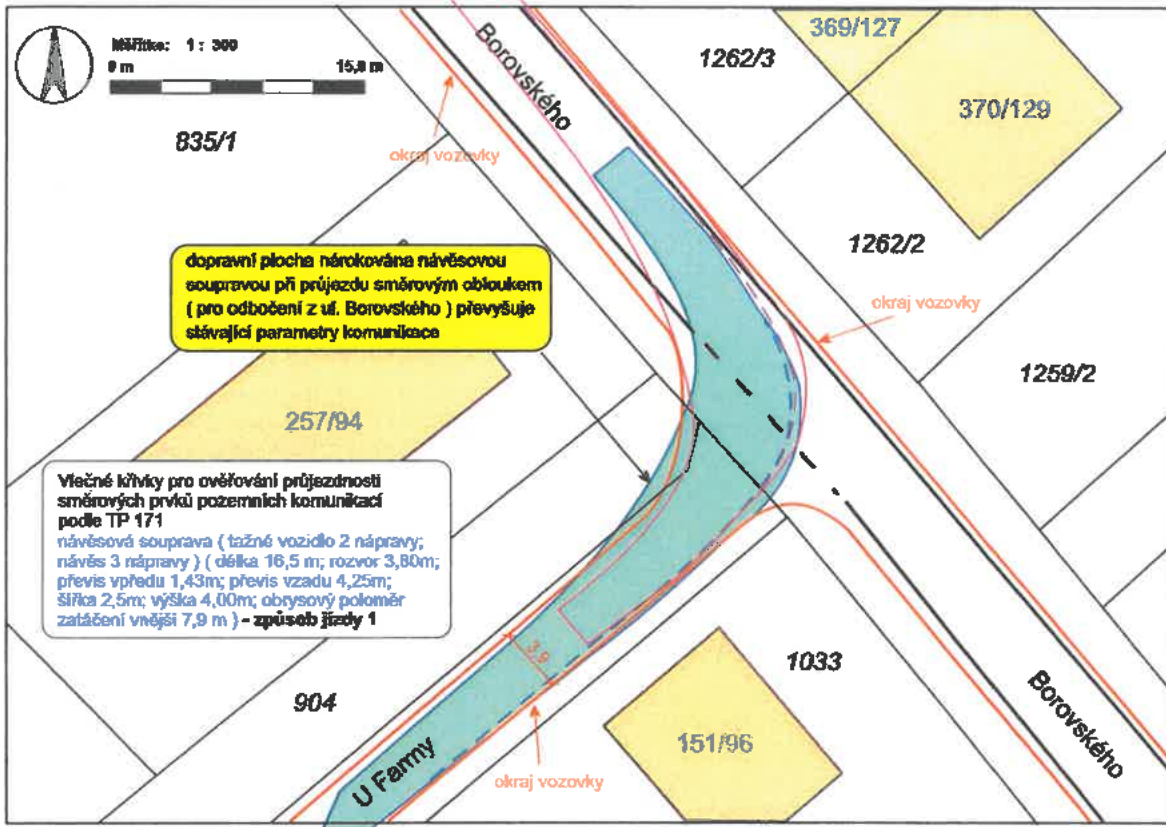 Měřítko: 1 : 300
0 m 15,0 m
835/1
okraj vozovky
Borovského
1262/3
369/127
370/129
1262/2
okraj vozovky
1259/2
dopravní plocha nárokována návěsovou
soupravou při průjezdu směrovým obloukem
( pro odbočení z ul. Borovského ) převyšuje
stávající parametry komunikace
257/94
Vlečné křivky pro ověřování průjezdnosti
směrových prvků pozemních komunikací
podle TP 171
návěsová souprava ( tažné vozidlo 2 nápravy;
návěs 3 nápravy ) ( délka 16,5 m; rozvor 3,80m;
převis vpředu 1,43m; převis vzadu 4,25m;
šířka 2,5m; výška 4,00m; obrysový poloměr
zatáčení vnější 7,9 m ) - způsob jízdy 1
3,9
904
1033
151/96
U Farmy
okraj vozovky
Borovského